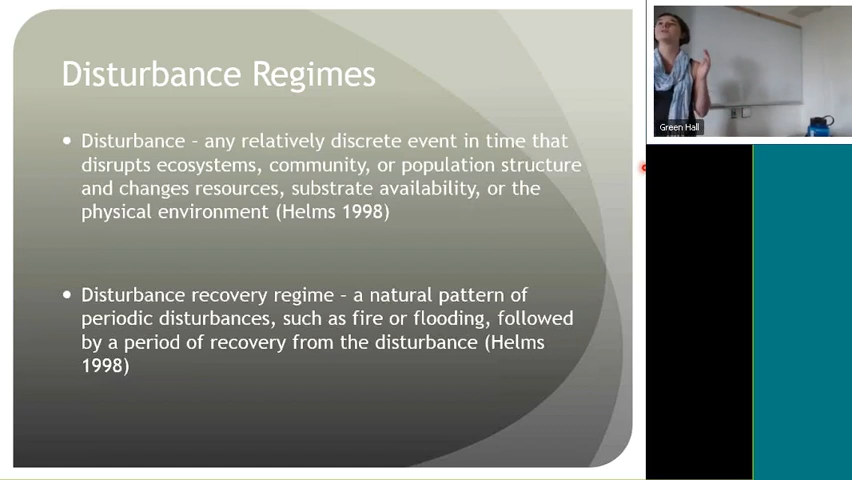 Disturbance Regimes
Disturbance – any relatively discrete event in time that
disrupts ecosystems, community, or population structure
and changes resources, substrate availability, or the
physical environment (Helms 1998)
Disturbance recovery regime – a natural pattern of
periodic disturbances, such as fire or flooding, followed
by a period of recovery from the disturbance (Helms
1998)
Green Hall